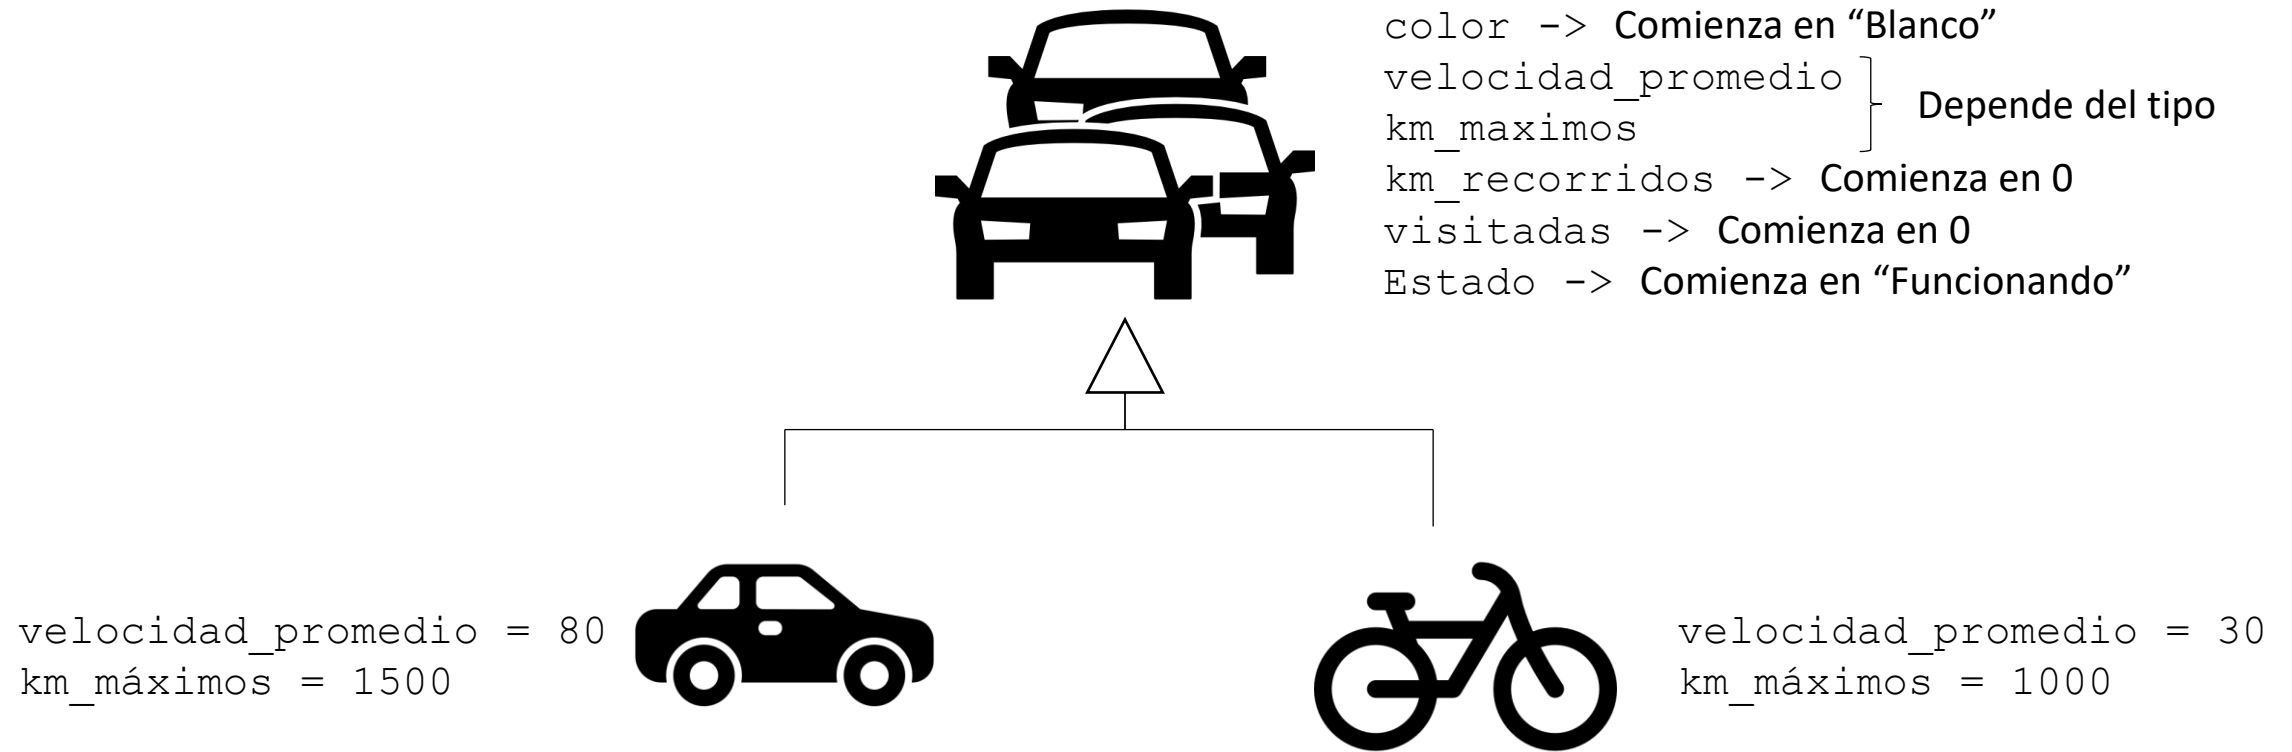 color -> Comienza en “Blanco”
velocidad_promedio
km_maximos
Depende del tipo
km_recorridos -> Comienza en 0
visitadas -> Comienza en 0
Estado -> Comienza en “Funcionando”
velocidad_promedio = 80
km_máximos = 1500
velocidad_promedio = 30
km_máximos = 1000